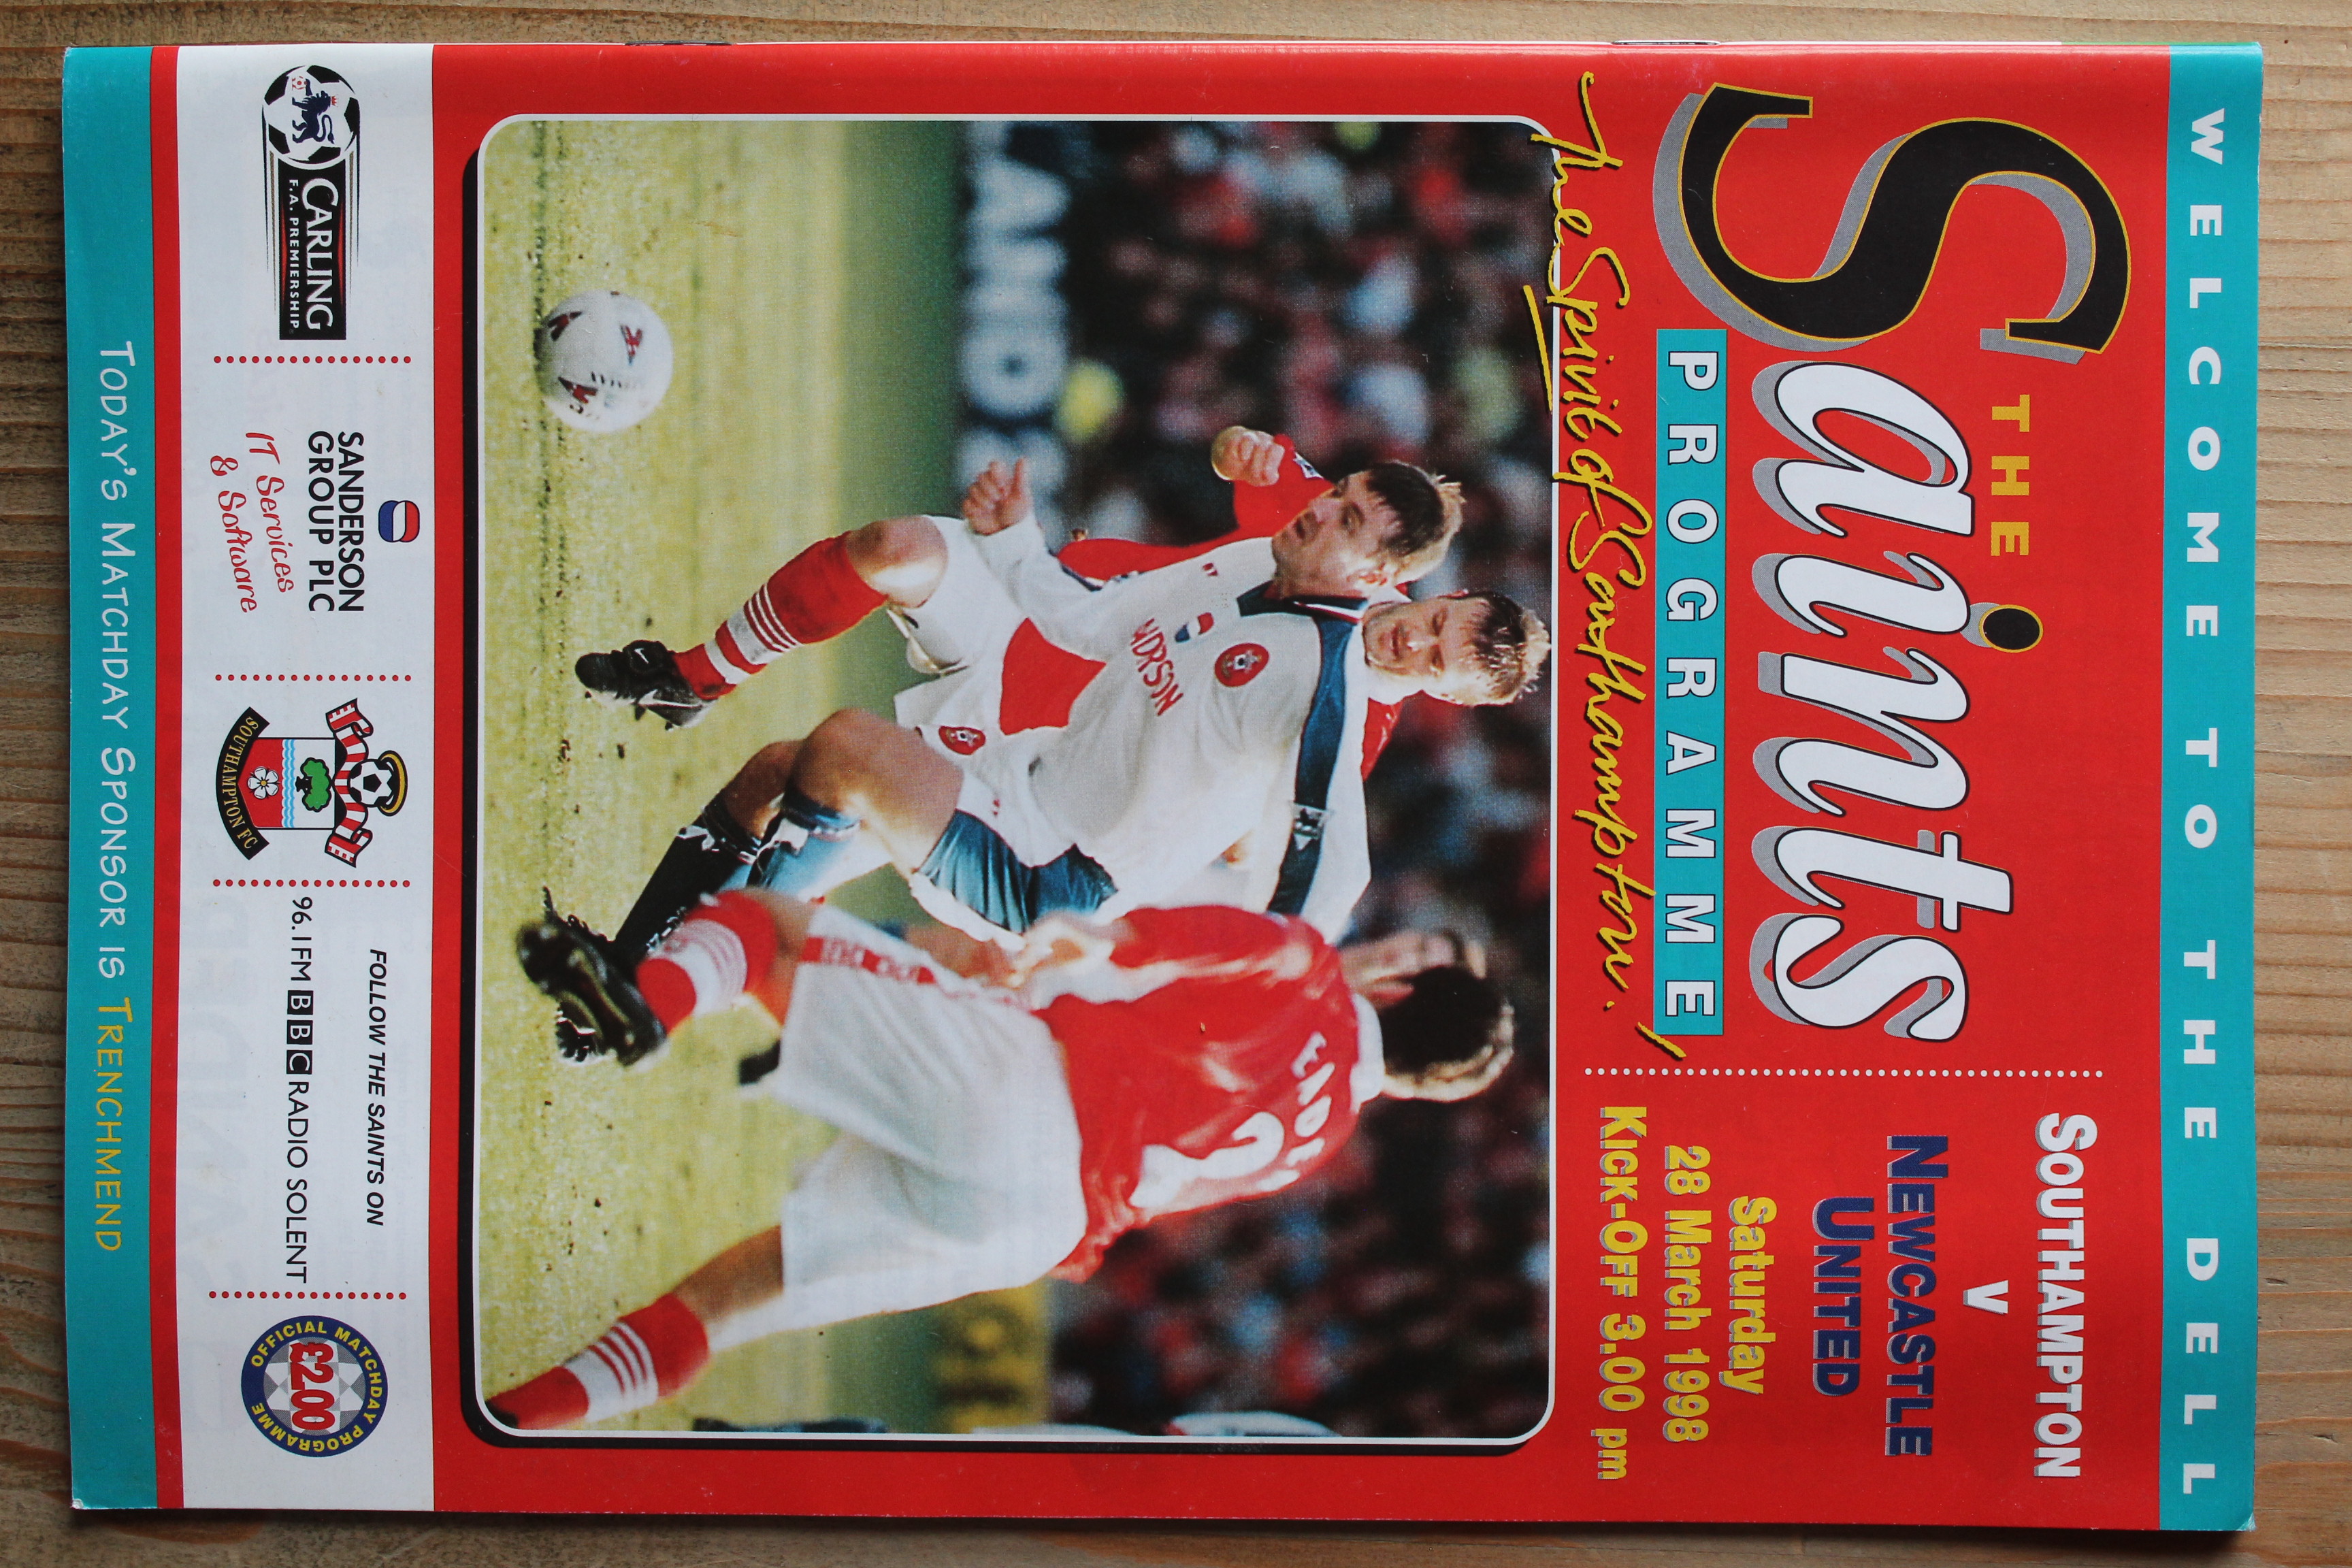 WELCOME TO THE DELL
THE
Saints
PROGRAMME
The Spirit of Southampton.
SOUTHAMPTON
V
NEWCASTLE
UNITED
Saturday
28 March 1998
KICK-OFF 3.00 pm
CARLING
F.A. PREMIERSHIP
SANDERSON
GROUP PLC
IT Services
& Software
SOUTHAMPTON FC
FOLLOW THE SAINTS ON
96.1FM BBC RADIO SOLENT
OFFICIAL MATCHDAY PROGRAMME
£2.00
TODAY'S MATCHDAY SPONSOR IS TRENCHMEND